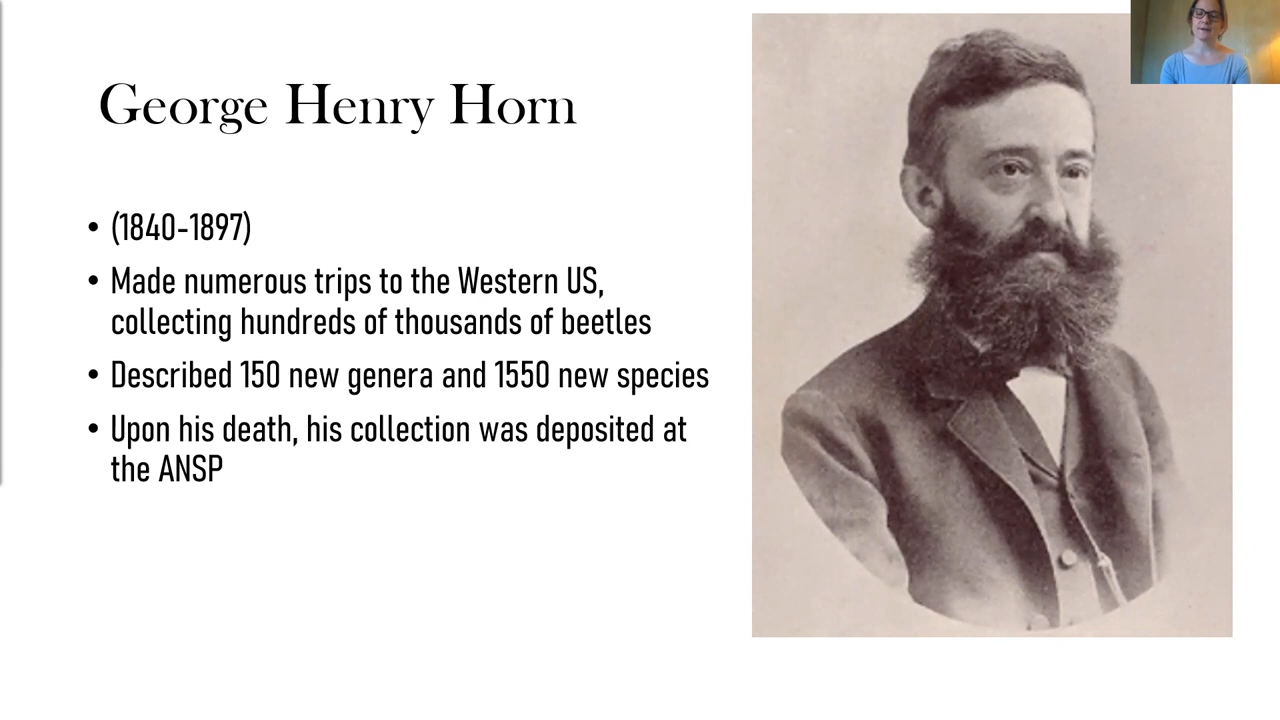 George Henry Horn
• (1840-1897)
• Made numerous trips to the Western US,
collecting hundreds of thousands of beetles
• Described 150 new genera and 1550 new species
• Upon his death, his collection was deposited at
the ANSP